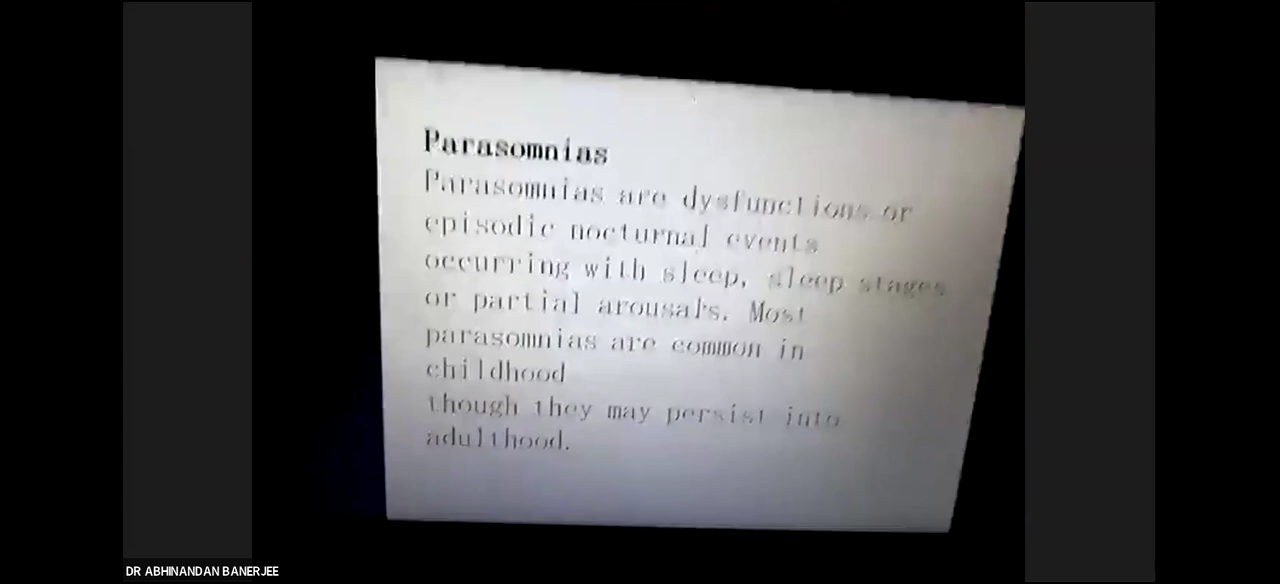 Parasomnias
Parasomnias are dysfunctions or
episodic nocturnal events
occurring with sleep, sleep stages
or partial arousals. Most
parasomnias are common in
childhood
though they may persist into
adulthood.
DR ABHINANDAN BANERJEE